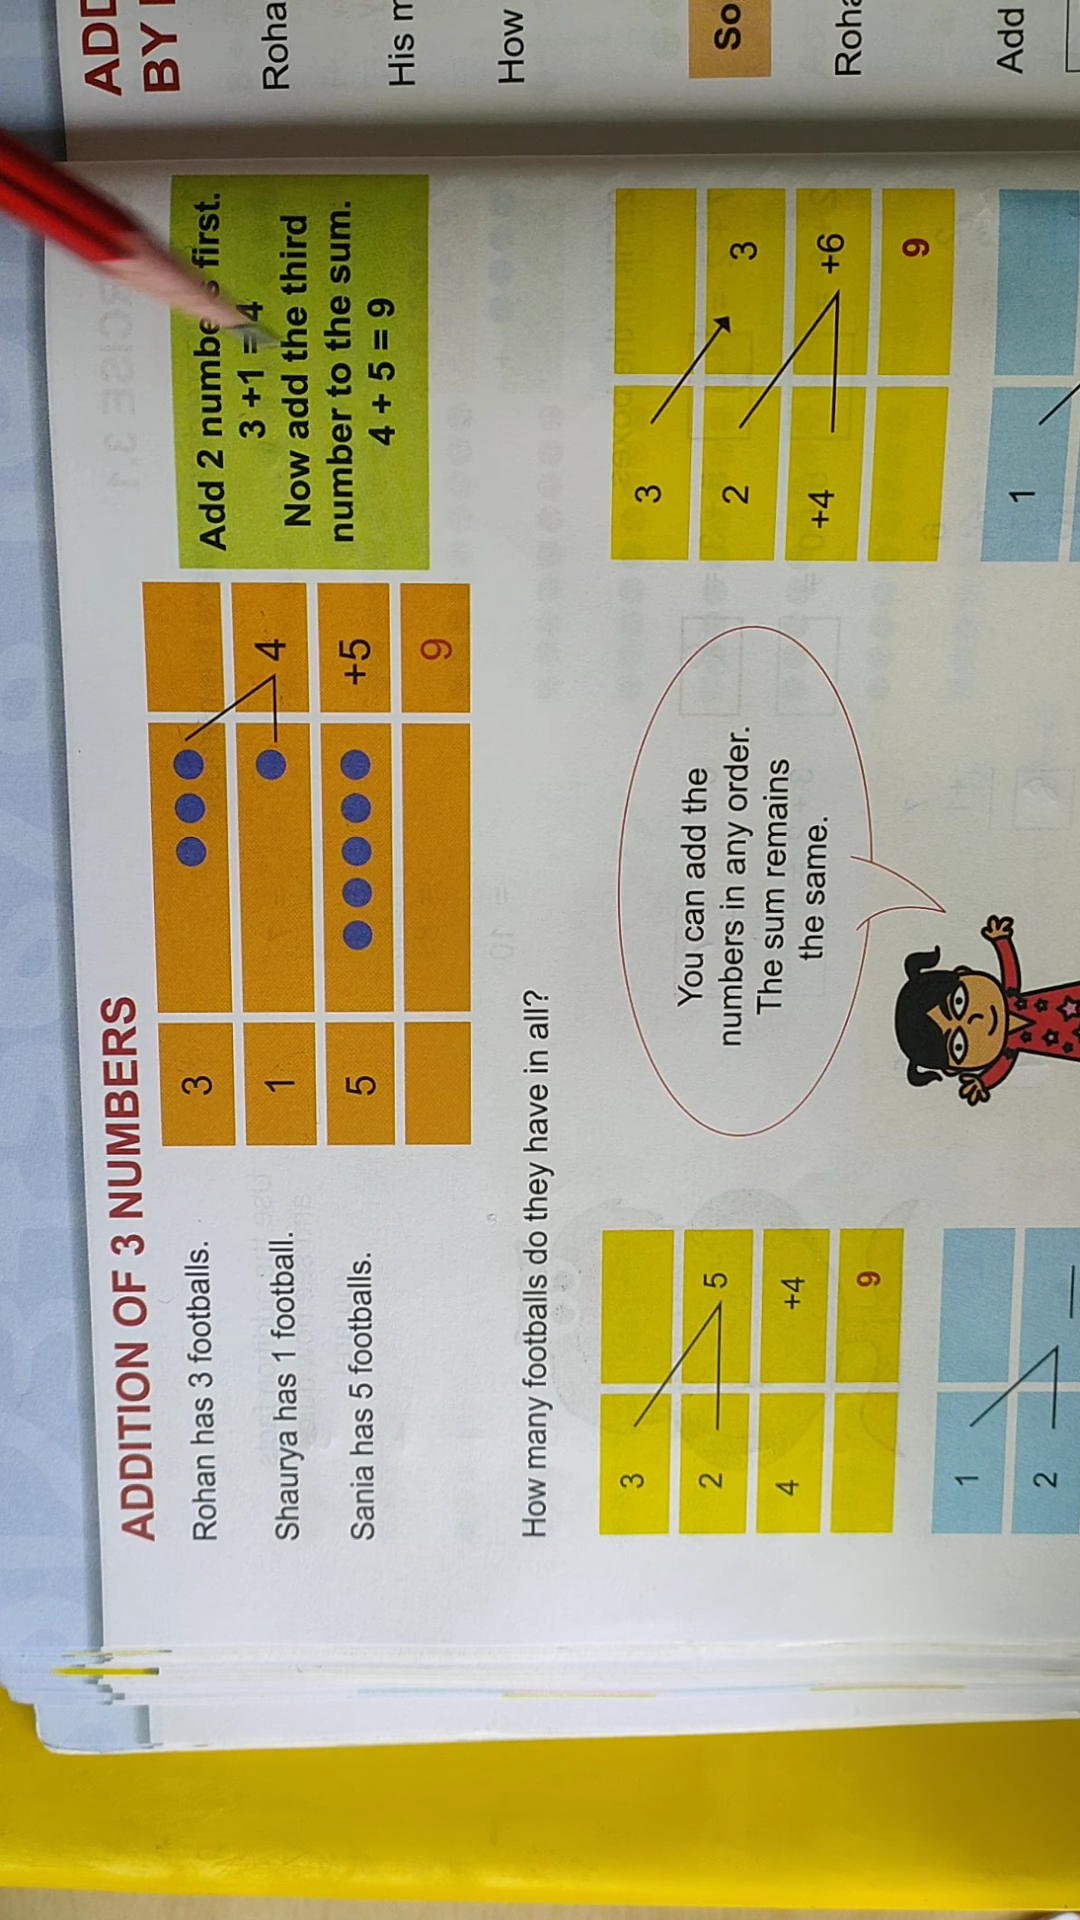 ADDITION OF 3 NUMBERS
Rohan has 3 footballs.
Shaurya has 1 football.
Sania has 5 footballs.
3
1 4
5 +5
9
Add 2 numbers first.
3 +1 = 4
Now add the third
number to the sum.
4 + 5 = 9
How many footballs do they have in all?
3
2 5
4 +4
9
You can add the
numbers in any order.
The sum remains
the same.
3
2 3
+4 +6
9
1
2
1
BY
His
How
So
Add